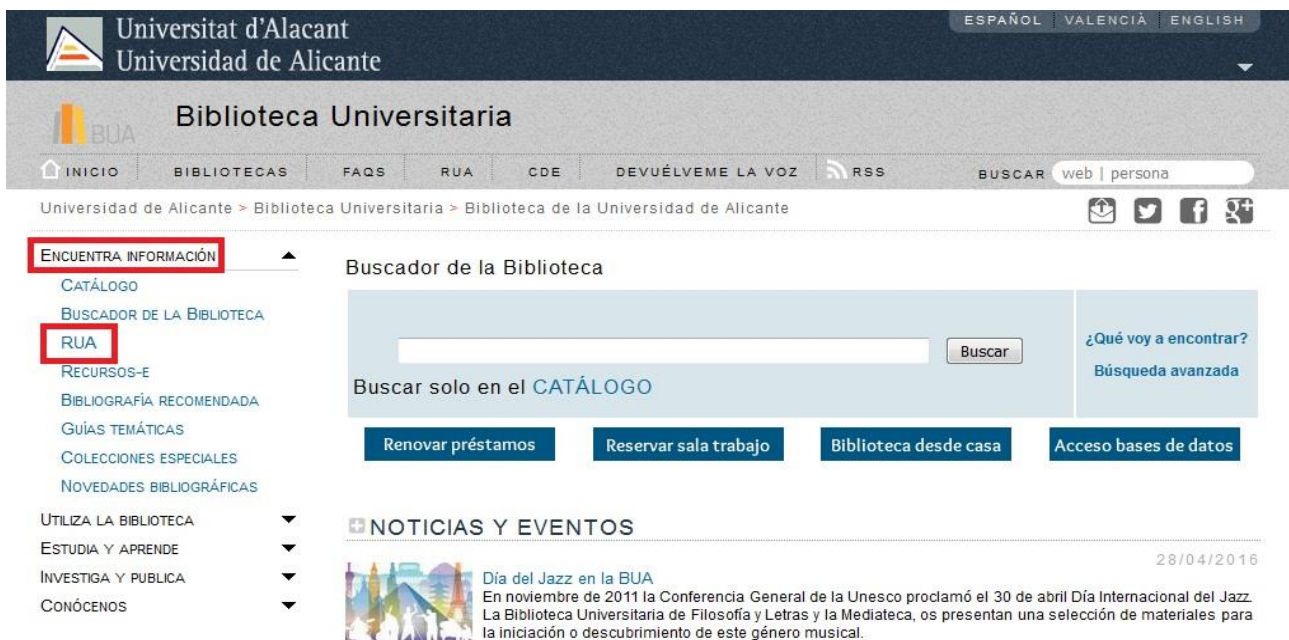 Universitat d'Alacant
Universidad de Alicante
ESPAÑOL VALENCIÀ ENGLISH
BUA
Biblioteca Universitaria
INICIO BIBLIOTECAS FAQS RUA CDE DEVUÉLVEME LA VOZ RSS BUSCAR web | persona
Universidad de Alicante > Biblioteca Universitaria > Biblioteca de la Universidad de Alicante
ENCUENTRA INFORMACIÓN
CATÁLOGO
BUSCADOR DE LA BIBLIOTECA
RUA
RECURSOS-E
BIBLIOGRAFÍA RECOMENDADA
GUÍAS TEMÁTICAS
COLECCIONES ESPECIALES
NOVEDADES BIBLIOGRÁFICAS
UTILIZA LA BIBLIOTECA
ESTUDIA Y APRENDE
INVESTIGA Y PUBLICA
CONÓCENOS
Buscador de la Biblioteca
Buscar
Buscar solo en el CATÁLOGO
¿Qué voy a encontrar?
Búsqueda avanzada
Renovar préstamos Reservar sala trabajo Biblioteca desde casa Acceso bases de datos
NOTICIAS Y EVENTOS
28/04/2016
Día del Jazz en la BUA
En noviembre de 2011 la Conferencia General de la Unesco proclamó el 30 de abril Día Internacional del Jazz.
La Biblioteca Universitaria de Filosofía y Letras y la Mediateca, os presentan una selección de materiales para
la iniciación o descubrimiento de este género musical.